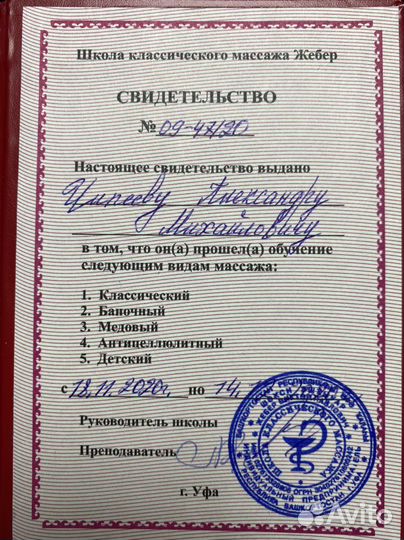 Школа классического массажа Жебер
СВИДЕТЕЛЬСТВО
№ 09-47/20
Настоящее свидетельство выдано
Александру
Михайловичу
в том, что он(а) прошел(а) обучение
следующим видам массажа:
1. Классический
2. Баночный
3. Медовый
4. Антицеллюлитный
5. Детский
с 18.11.2020г. по 14.
Руководитель школы
Преподаватель
г. Уфа
Avito